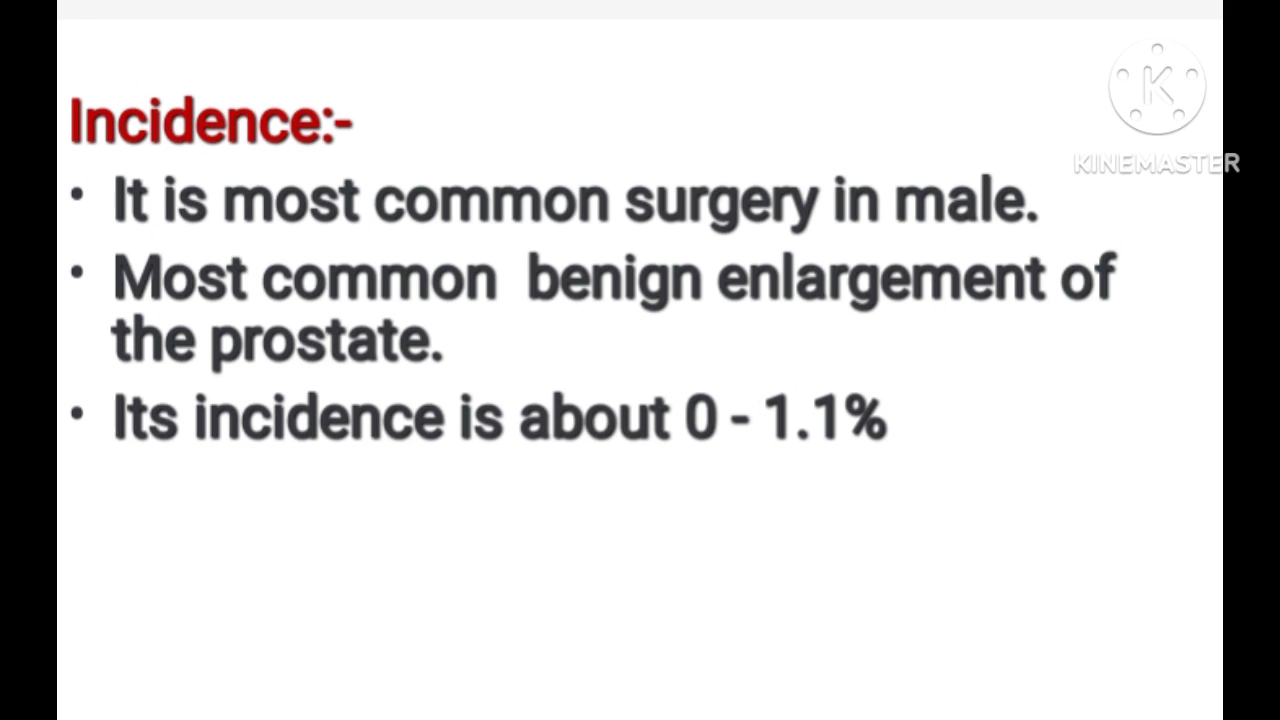 Incidence:-
K
KINEMASTER
• It is most common surgery in male.
• Most common benign enlargement of
the prostate.
• Its incidence is about 0 - 1.1%